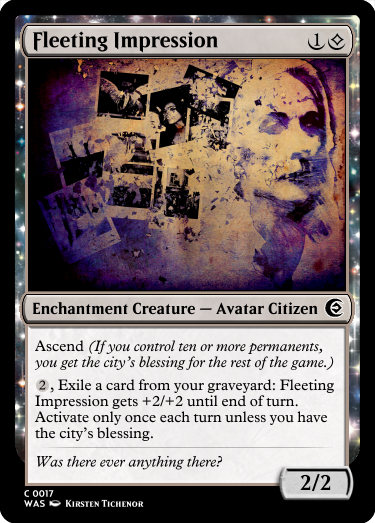 Fleeting Impression 1
Enchantment Creature — Avatar Citizen
Ascend (If you control ten or more permanents,
you get the city's blessing for the rest of the game.)
2, Exile a card from your graveyard: Fleeting
Impression gets +2/+2 until end of turn.
Activate only once each turn unless you have
the city's blessing.
Was there ever anything there?
2/2
C 0017
WAS Kirsten Tichenor